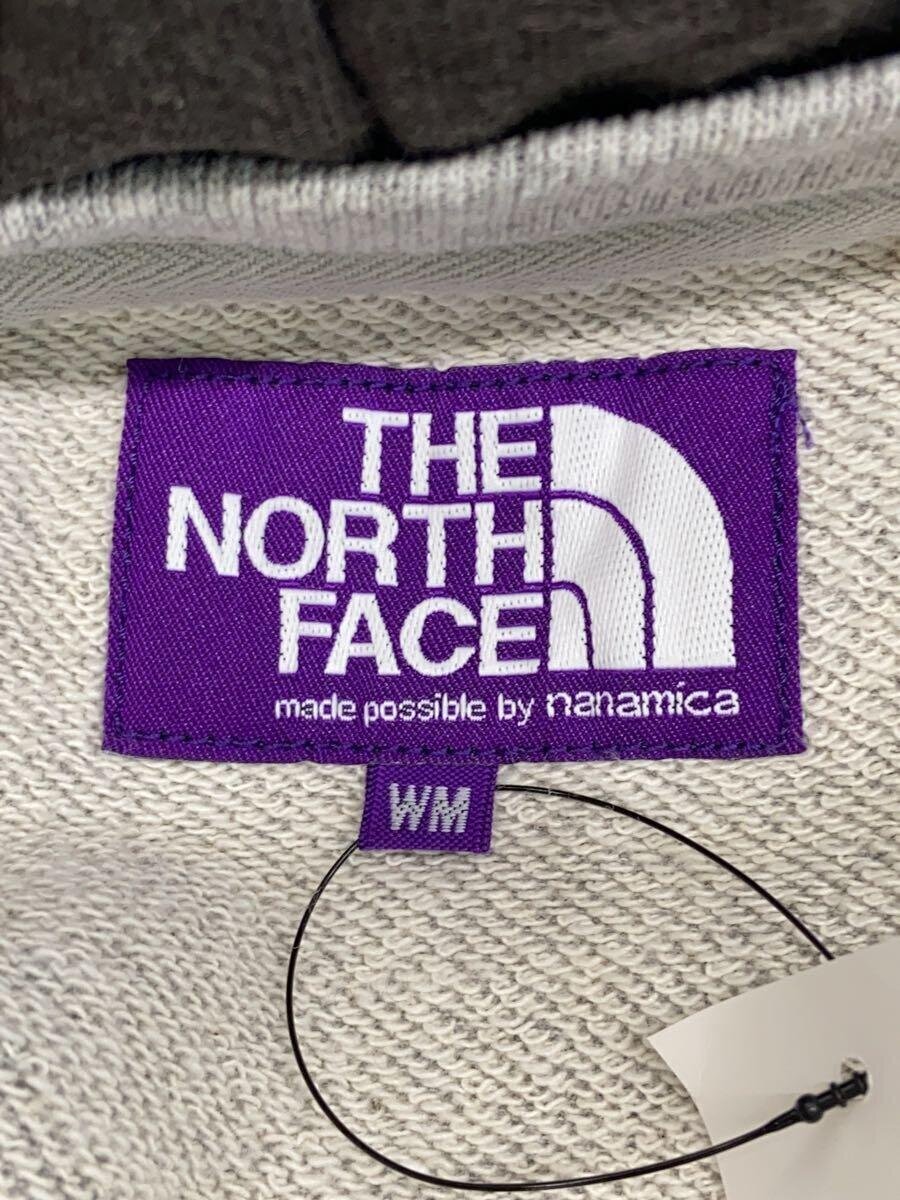 THE
NORTH
FACE
made possible by nanamica
WM